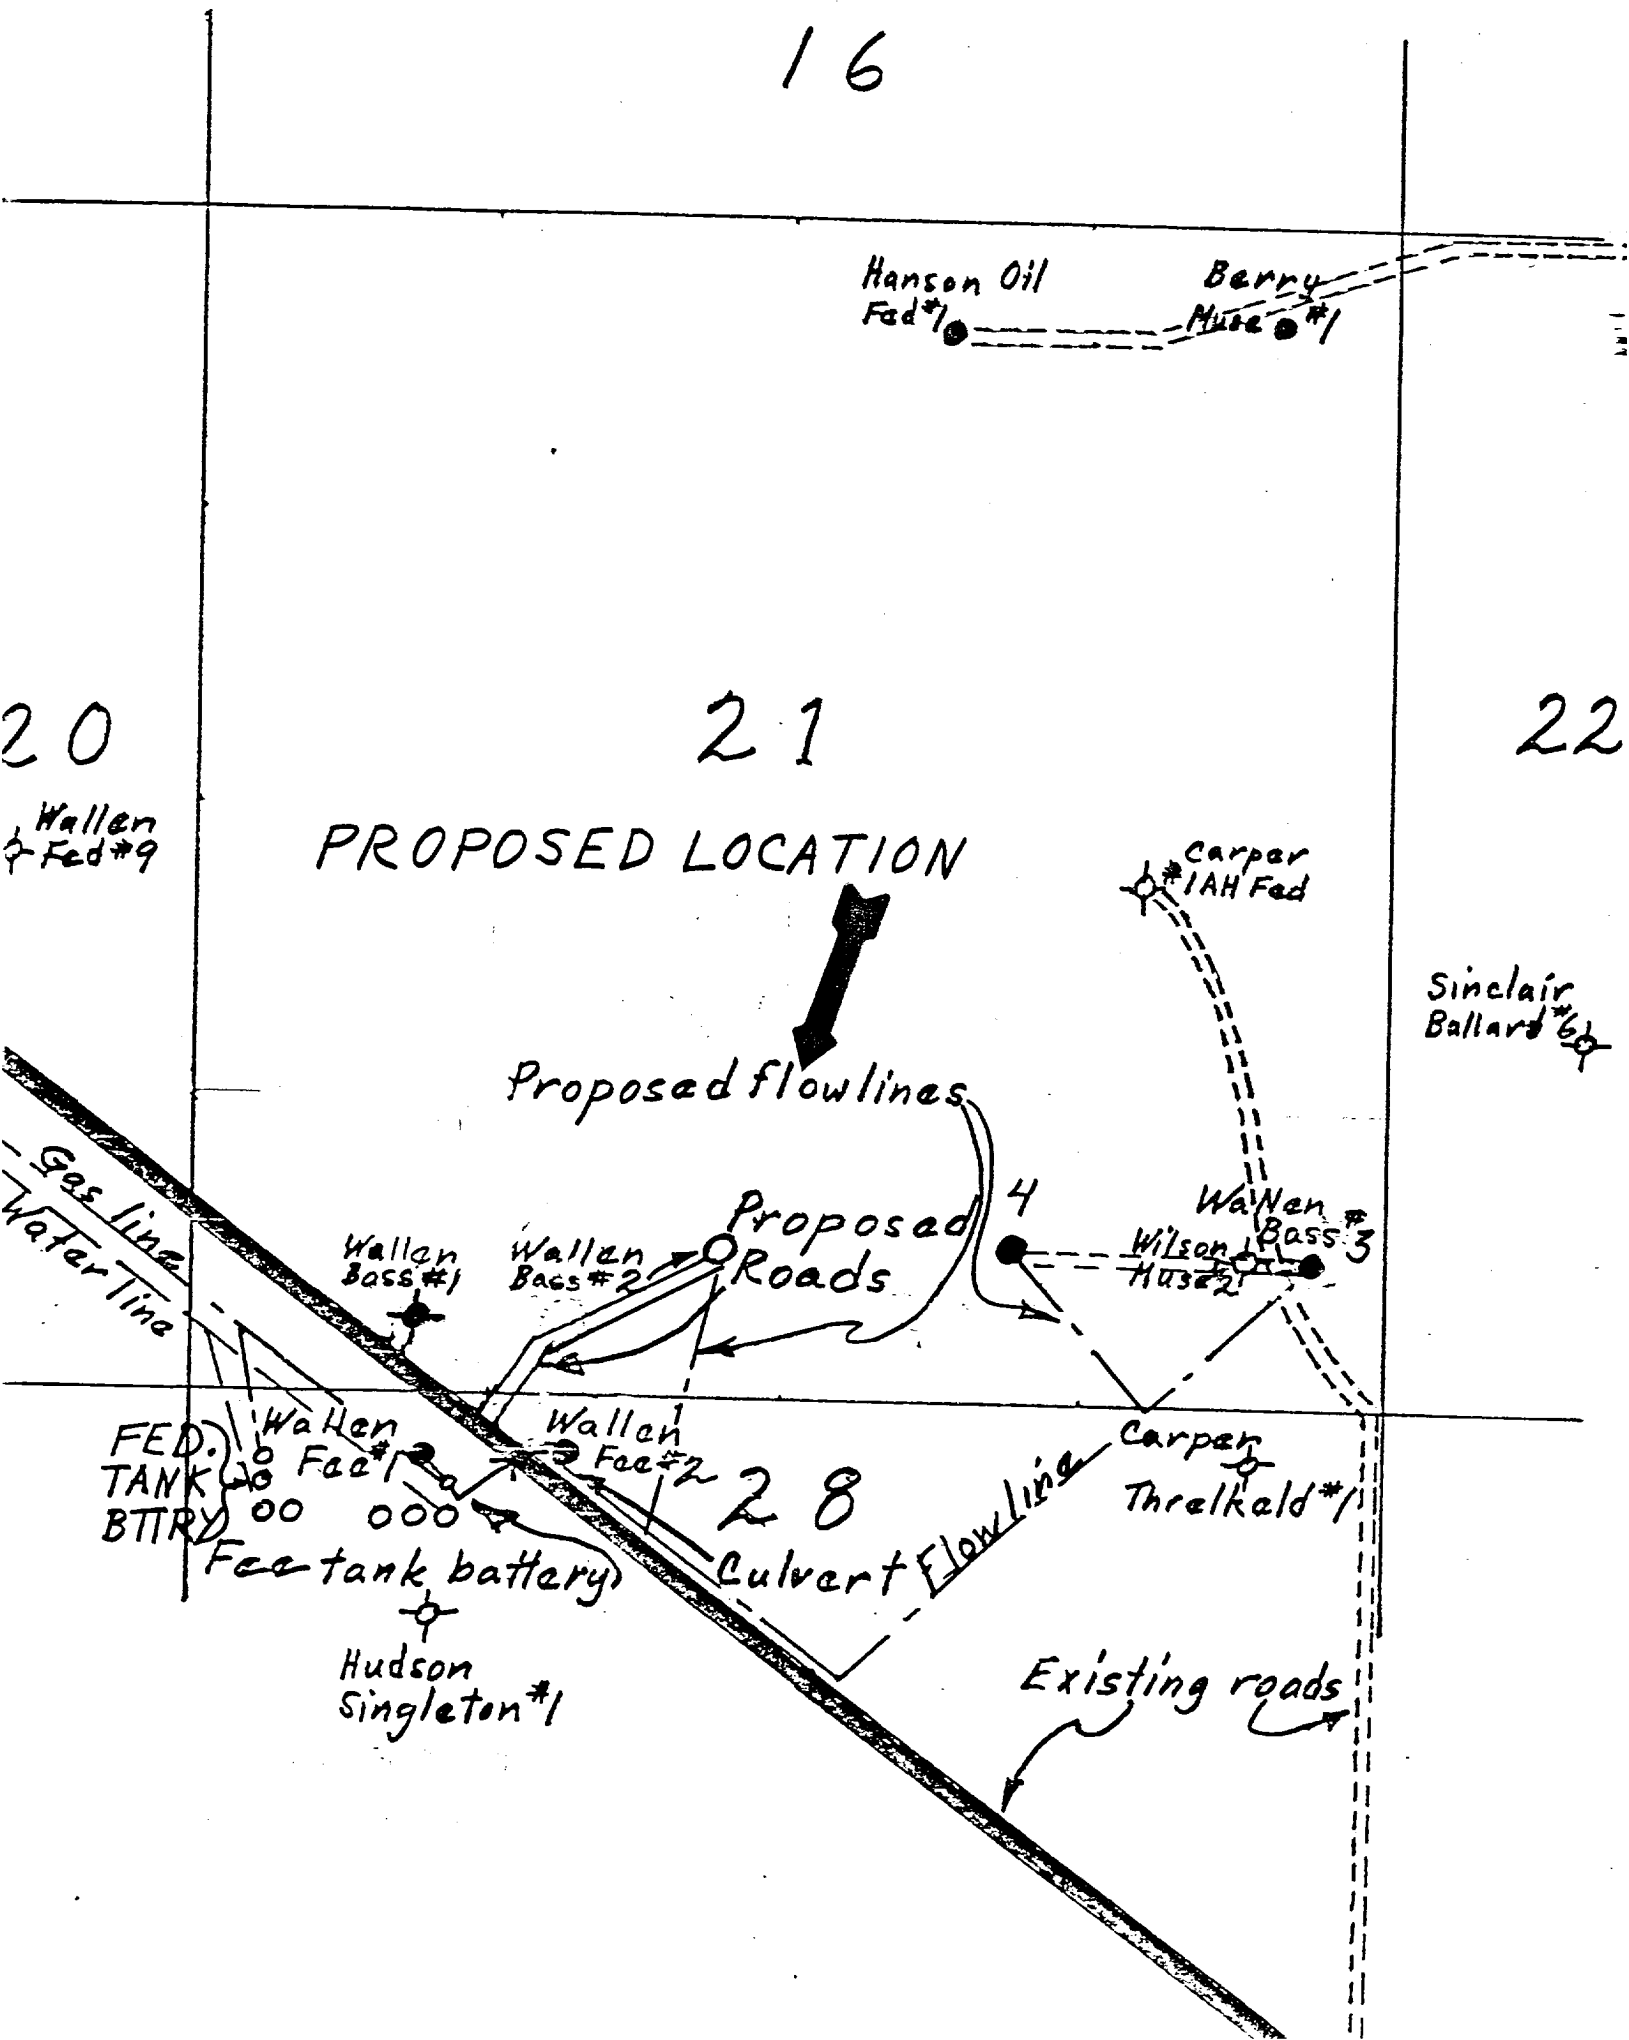 16
Hanson Oil
Fed #1
Berry
Muse #1
20
21
22
Wallen
Fed #9
PROPOSED LOCATION
Carper
#1 AH Fed
Sinclair
Ballard #6
Proposed flowlines
Gas line
Water line
4
Wallen
Bass #3
Wilson
Muse 2
Proposed
Roads
Wallen
Bass #1
Wallen
Bass #2
FED.
TANK
BTTRY
Wallen
Fee #1
Wallen
Fee #2
28
Carper
Threlkeld #1
Flowline
Culvert
Fee tank battery
Hudson
Singleton #1
Existing roads